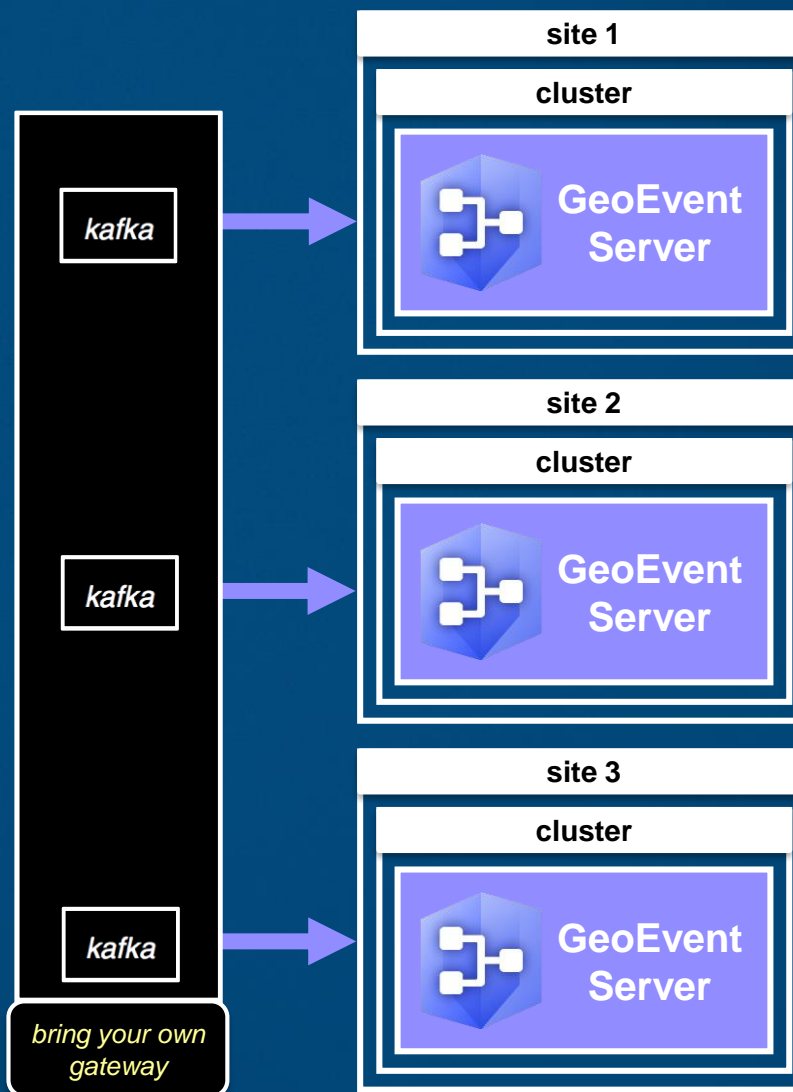 site 1
cluster
kafka
GeoEvent
Server
site 2
cluster
kafka
GeoEvent
Server
site 3
cluster
kafka
GeoEvent
Server
bring your own
gateway